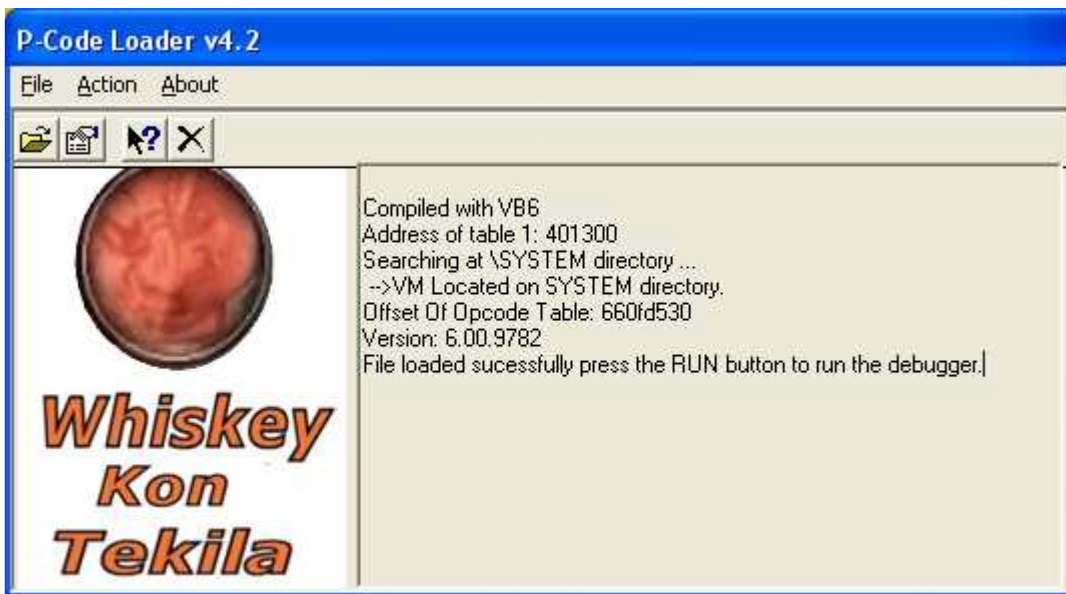 P-Code Loader v4.2
File Action About
Compiled with VB6
Address of table 1: 401300
Searching at \SYSTEM directory ...
-->VM Located on SYSTEM directory.
Offset Of Opcode Table: 660fd530
Version: 6.00.9782
File loaded sucessfully press the RUN button to run the debugger.
Whiskey
Kon
Tekila